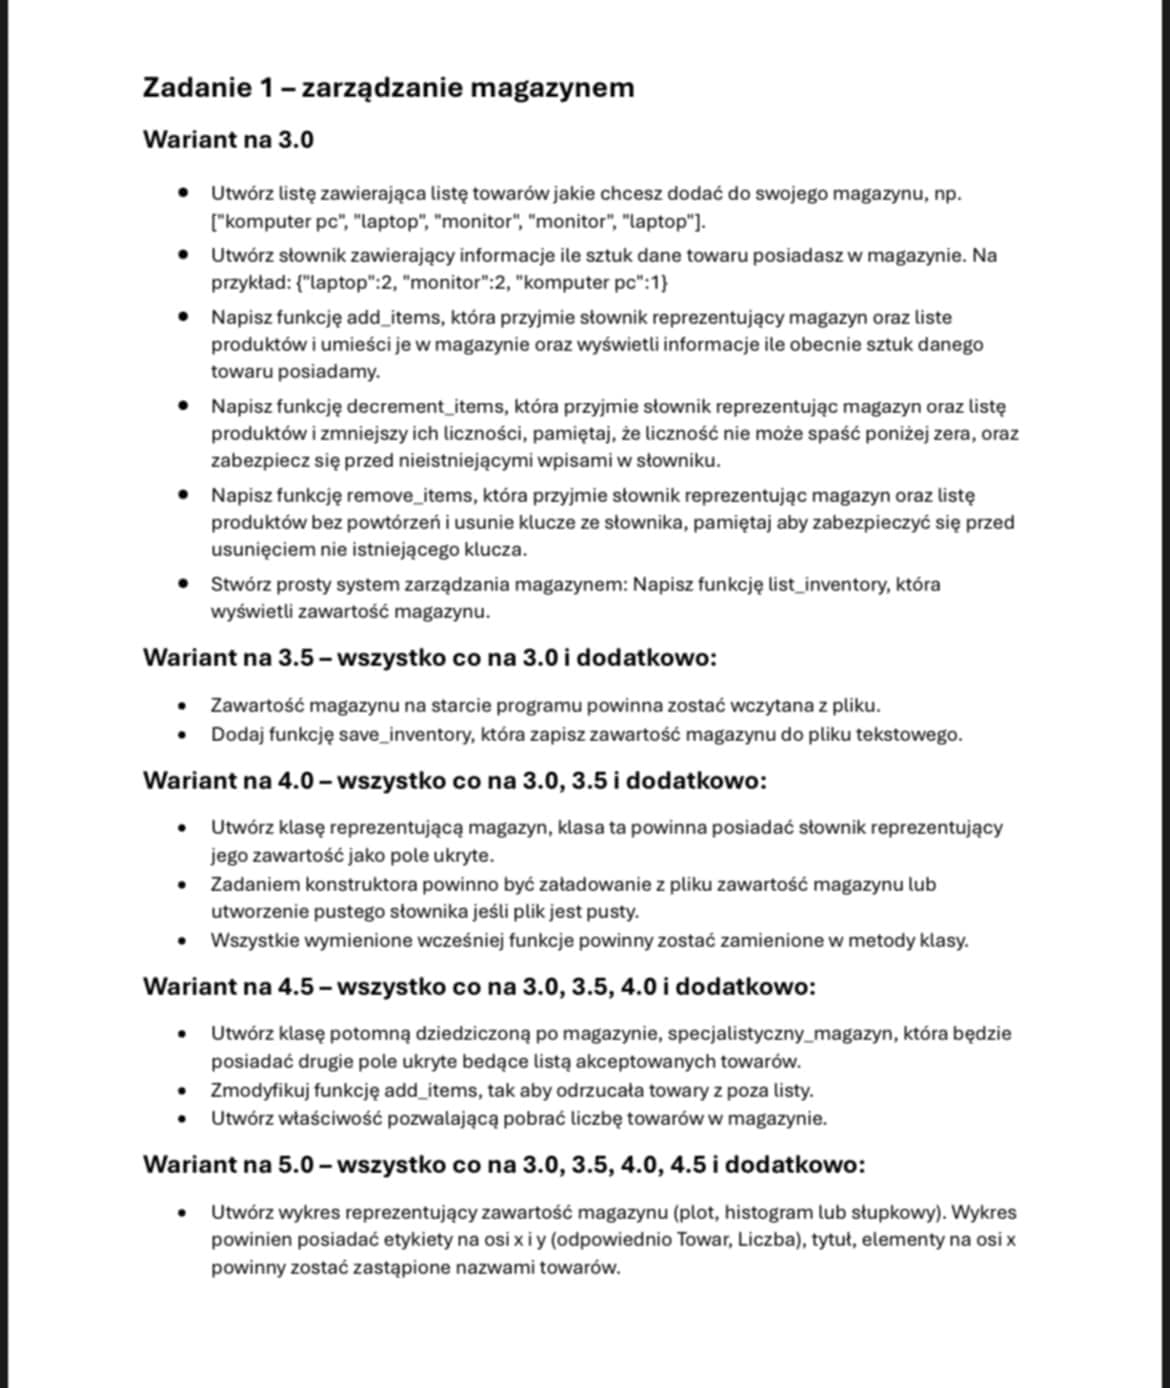 Zadanie 1 – zarządzanie magazynem
Wariant na 3.0
• Utwórz listę zawierająca listę towarów jakie chcesz dodać do swojego magazynu, np.
["komputer pc", "laptop", "monitor", "monitor", "laptop"].
• Utwórz słownik zawierający informacje ile sztuk dane towaru posiadasz w magazynie. Na
przykład: {"laptop":2, "monitor":2, "komputer pc":1}
• Napisz funkcję add_items, która przyjmie słownik reprezentujący magazyn oraz liste
produktów i umieści je w magazynie oraz wyświetli informacje ile obecnie sztuk danego
towaru posiadamy.
• Napisz funkcję decrement_items, która przyjmie słownik reprezentując magazyn oraz listę
produktów i zmniejszy ich liczności, pamiętaj, że liczność nie może spaść poniżej zera, oraz
zabezpiecz się przed nieistniejącymi wpisami w słowniku.
• Napisz funkcję remove_items, która przyjmie słownik reprezentując magazyn oraz listę
produktów bez powtórzeń i usunie klucze ze słownika, pamiętaj aby zabezpieczyć się przed
usunięciem nie istniejącego klucza.
• Stwórz prosty system zarządzania magazynem: Napisz funkcję list_inventory, która
wyświetli zawartość magazynu.
Wariant na 3.5 – wszystko co na 3.0 i dodatkowo:
• Zawartość magazynu na starcie programu powinna zostać wczytana z pliku.
• Dodaj funkcję save_inventory, która zapisz zawartość magazynu do pliku tekstowego.
Wariant na 4.0 – wszystko co na 3.0, 3.5 i dodatkowo:
• Utwórz klasę reprezentującą magazyn, klasa ta powinna posiadać słownik reprezentujący
jego zawartość jako pole ukryte.
• Zadaniem konstruktora powinno być załadowanie z pliku zawartość magazynu lub
utworzenie pustego słownika jeśli plik jest pusty.
• Wszystkie wymienione wcześniej funkcje powinny zostać zamienione w metody klasy.
Wariant na 4.5 – wszystko co na 3.0, 3.5, 4.0 i dodatkowo:
• Utwórz klasę potomną dziedziczoną po magazynie, specjalistyczny_magazyn, która będzie
posiadać drugie pole ukryte bedące listą akceptowanych towarów.
• Zmodyfikuj funkcję add_items, tak aby odrzucała towary z poza listy.
• Utwórz właściwość pozwalającą pobrać liczbę towarów w magazynie.
Wariant na 5.0 – wszystko co na 3.0, 3.5, 4.0, 4.5 i dodatkowo:
• Utwórz wykres reprezentujący zawartość magazynu (plot, histogram lub słupkowy). Wykres
powinien posiadać etykiety na osi x i y (odpowiednio Towar, Liczba), tytuł, elementy na osi x
powinny zostać zastąpione nazwami towarów.